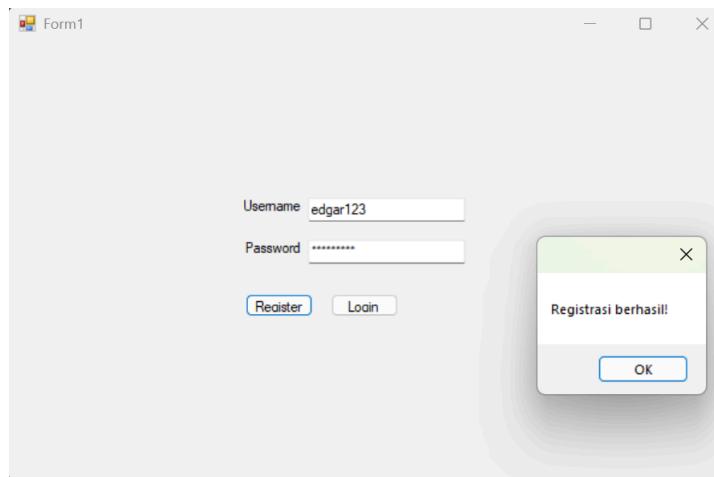 Form1
Username
edgar123
Password
*********
Register
Login
Registrasi berhasil!
OK